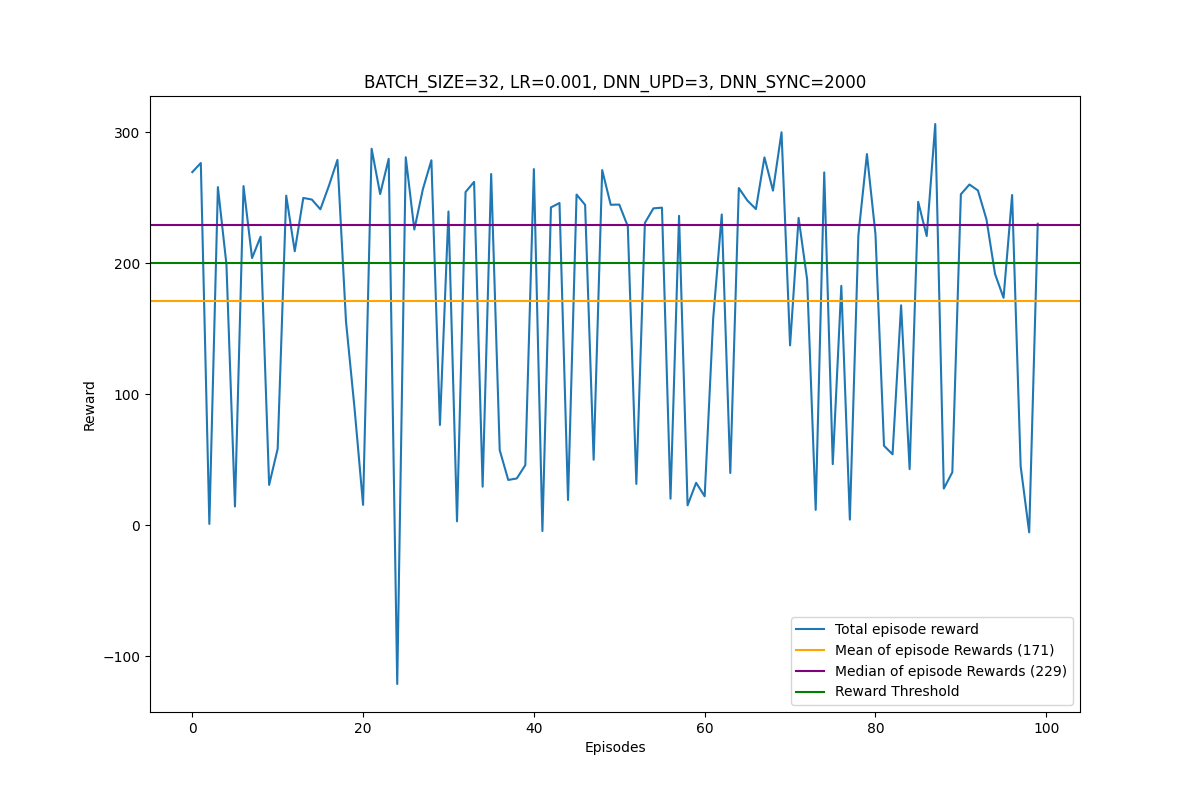 BATCH_SIZE=32, LR=0.001, DNN_UPD=3, DNN_SYNC=2000
300
200
100
0
−100
Reward
0
20
40
60
80
100
Episodes
Total episode reward
Mean of episode Rewards (171)
Median of episode Rewards (229)
Reward Threshold